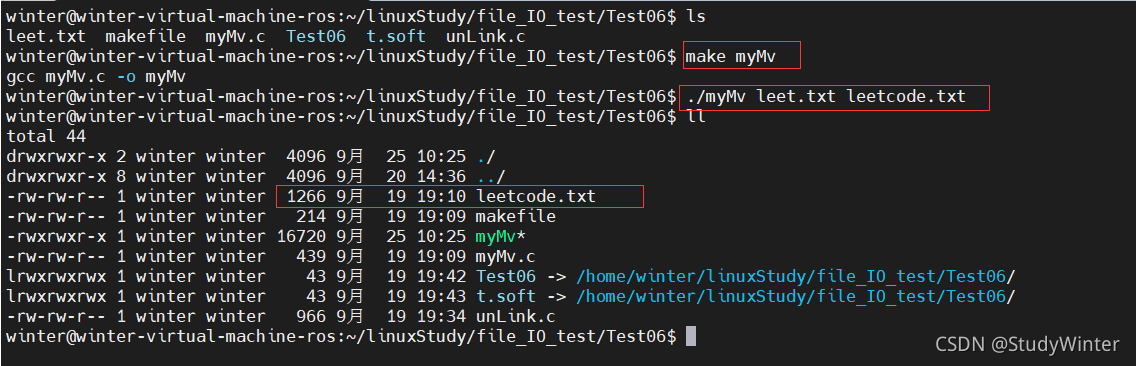 winter@winter-virtual-machine-ros:~/linuxStudy/file_IO_test/Test06$ ls
leet.txt  makefile  myMv.c  Test06  t.soft  unLink.c
winter@winter-virtual-machine-ros:~/linuxStudy/file_IO_test/Test06$ make myMv
gcc myMv.c -o myMv
winter@winter-virtual-machine-ros:~/linuxStudy/file_IO_test/Test06$ ./myMv leet.txt leetcode.txt
winter@winter-virtual-machine-ros:~/linuxStudy/file_IO_test/Test06$ ll
total 44
drwxrwxr-x 2 winter winter  4096 9月  25 10:25 ./
drwxrwxr-x 8 winter winter  4096 9月  20 14:36 ../
-rw-rw-r-- 1 winter winter  1266 9月  19 19:10 leetcode.txt
-rw-rw-r-- 1 winter winter   214 9月  19 19:09 makefile
-rwxrwxr-x 1 winter winter 16720 9月  25 10:25 myMv*
-rw-rw-r-- 1 winter winter   439 9月  19 19:09 myMv.c
lrwxrwxrwx 1 winter winter    43 9月  19 19:42 Test06 -> /home/winter/linuxStudy/file_IO_test/Test06/
lrwxrwxrwx 1 winter winter    43 9月  19 19:43 t.soft -> /home/winter/linuxStudy/file_IO_test/Test06/
-rw-rw-r-- 1 winter winter   966 9月  19 19:34 unLink.c
winter@winter-virtual-machine-ros:~/linuxStudy/file_IO_test/Test06$
CSDN @StudyWinter